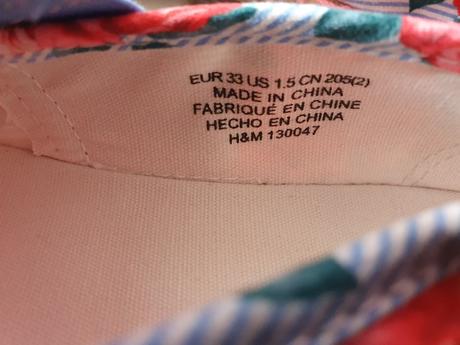 EUR 33 US 1.5 CN 205(2)
MADE IN CHINA
FABRIQUÉ EN CHINE
HECHO EN CHINA
H&M 130047